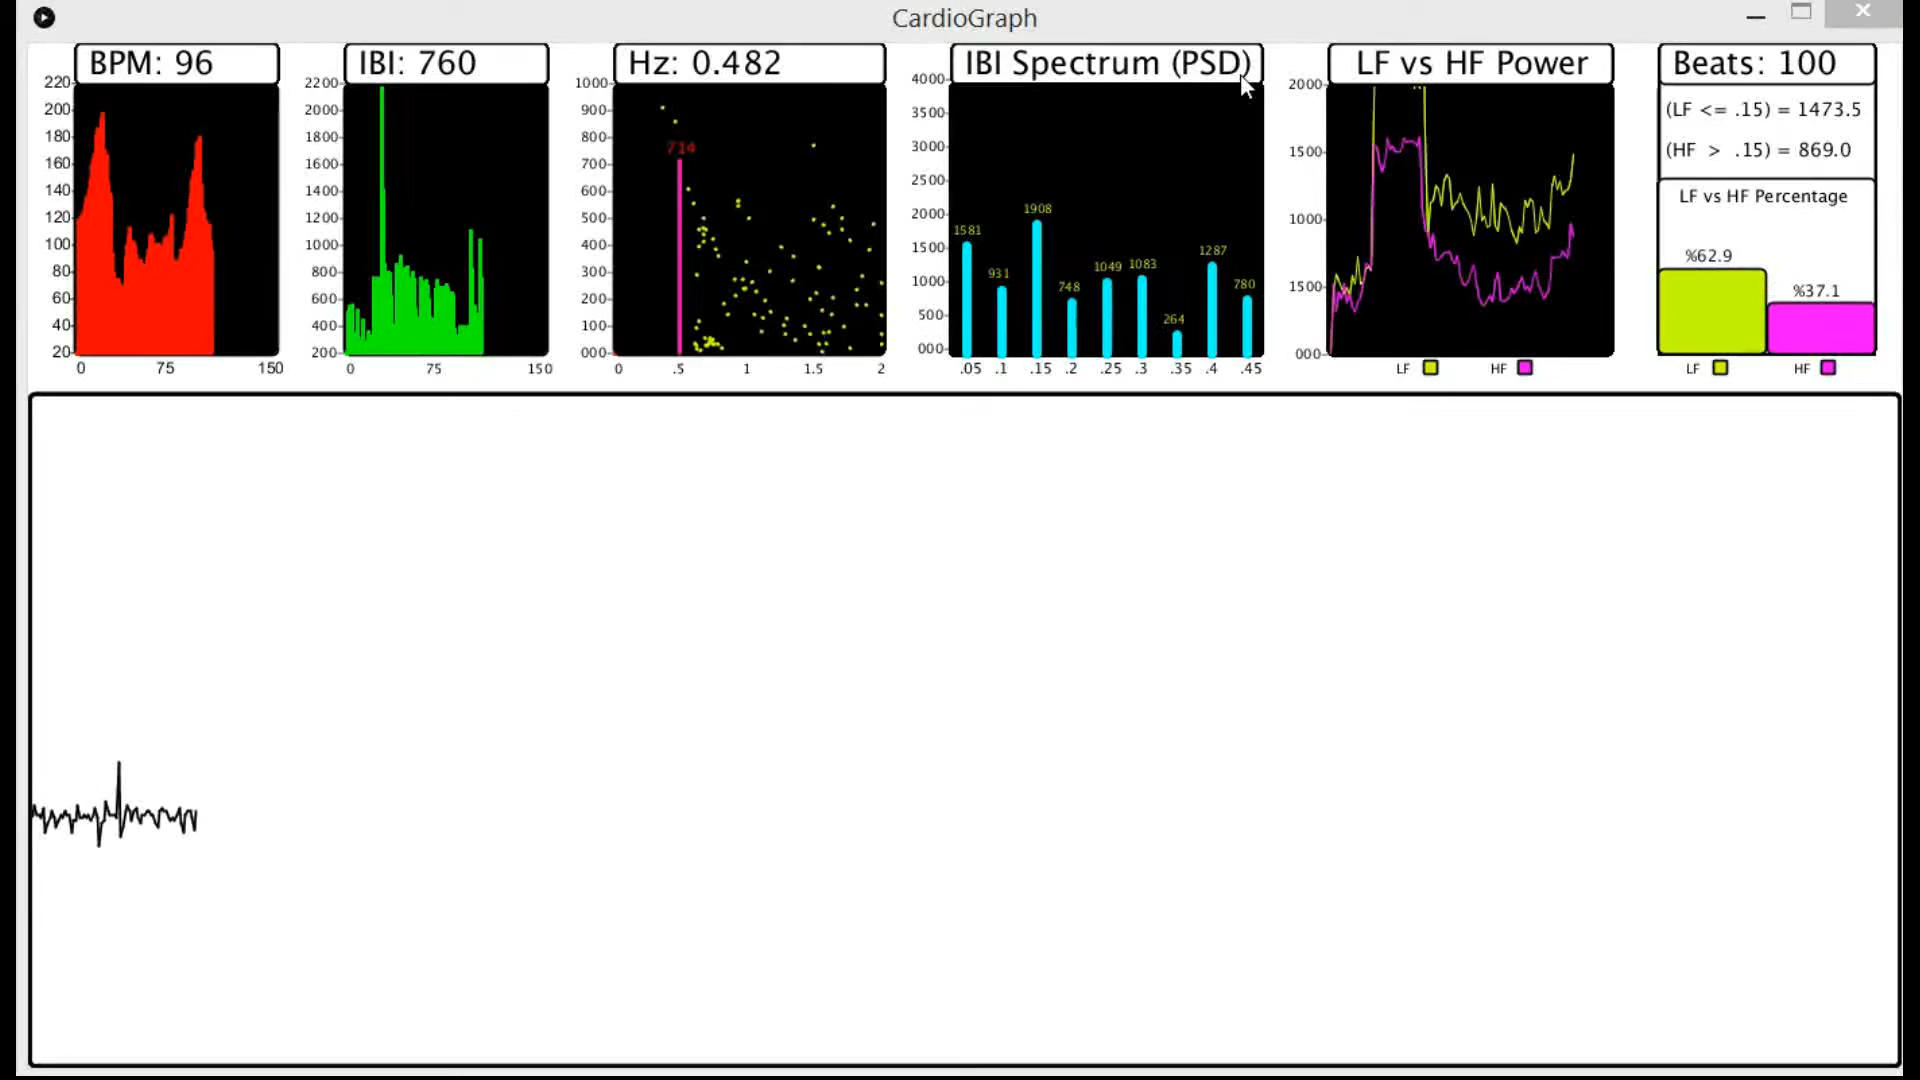 CardioGraph
BPM: 96
220
200
180
160
140
120
100
80
60
40
20
0 75 150
IBI: 760
2200
2000
1800
1600
1400
1200
1000
800
600
400
200
0 75 150
Hz: 0.482
1000
900
800
700
600
500
400
300
200
100
000
714
0 .5 1 1.5 2
IBI Spectrum (PSD)
4000
3500
3000
2500
2000
1500
1000
500
000
1581 931 1908 748 1049 1083 264 1287 780
.05 .1 .15 .2 .25 .3 .35 .4 .45
LF vs HF Power
2000
1500
1000
1500
000
LF HF
Beats: 100
(LF <= .15) = 1473.5
(HF > .15) = 869.0
LF vs HF Percentage
%62.9
%37.1
LF HF